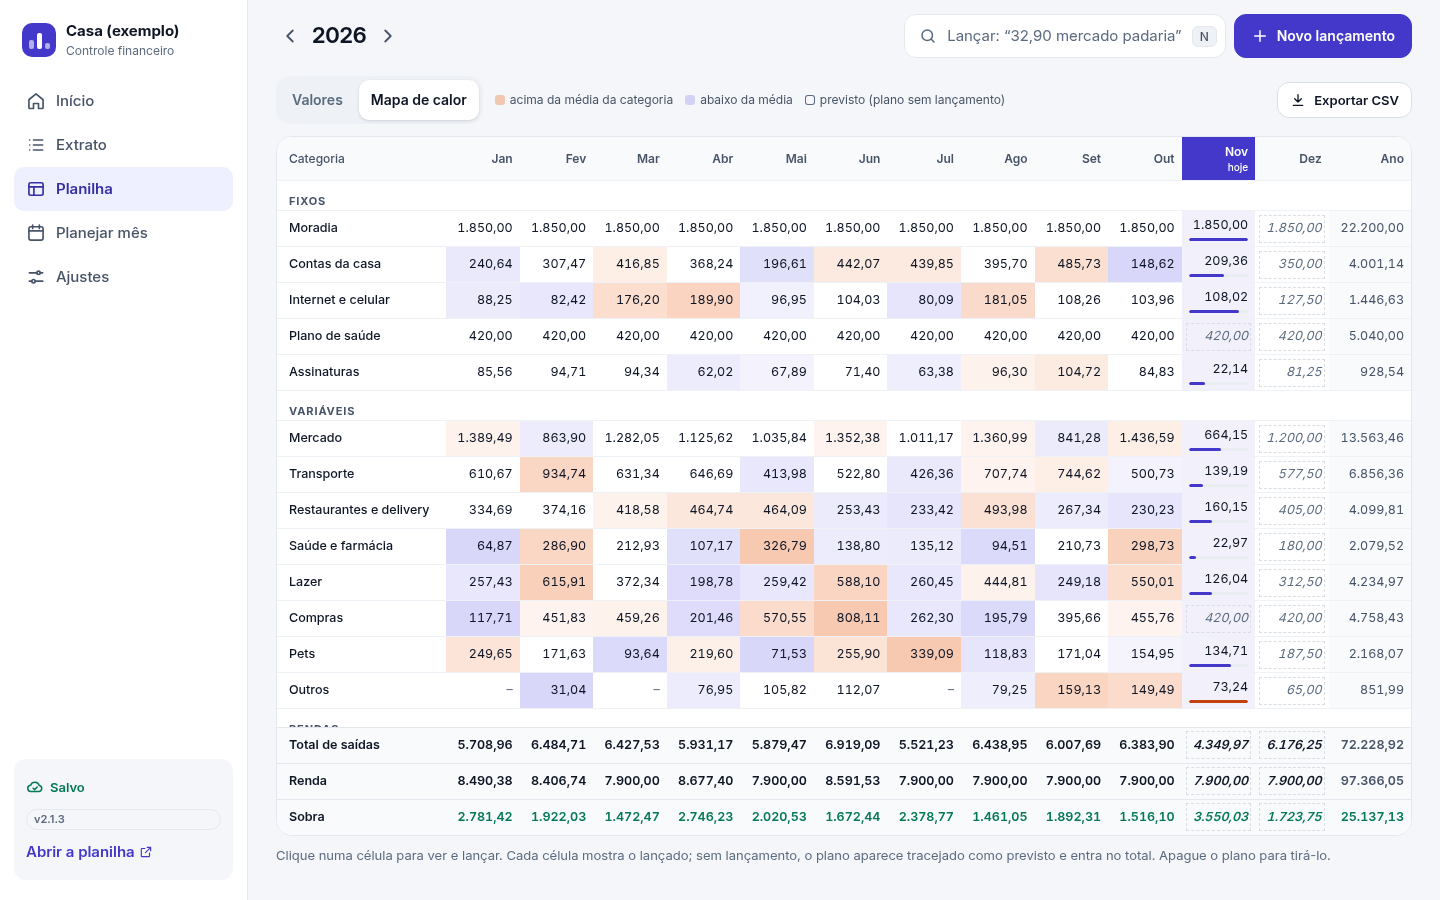 Casa (exemplo)
Controle financeiro
Início
Extrato
Planilha
Planejar mês
Ajustes
Salvo
v2.1.3
Abrir a planilha
2026
Lançar: “32,90 mercado padaria” N
Novo lançamento
Valores Mapa de calor acima da média da categoria abaixo da média previsto (plano sem lançamento) Exportar CSV
Categoria Jan Fev Mar Abr Mai Jun Jul Ago Set Out Nov hoje Dez Ano
FIXOS
Moradia 1.850,00 1.850,00 1.850,00 1.850,00 1.850,00 1.850,00 1.850,00 1.850,00 1.850,00 1.850,00 1.850,00 1.850,00 22.200,00
Contas da casa 240,64 307,47 416,85 368,24 196,61 442,07 439,85 395,70 485,73 148,62 209,36 350,00 4.001,14
Internet e celular 88,25 82,42 176,20 189,90 96,95 104,03 80,09 181,05 108,26 103,96 108,02 127,50 1.446,63
Plano de saúde 420,00 420,00 420,00 420,00 420,00 420,00 420,00 420,00 420,00 420,00 420,00 420,00 5.040,00
Assinaturas 85,56 94,71 94,34 62,02 67,89 71,40 63,38 96,30 104,72 84,83 22,14 81,25 928,54
VARIÁVEIS
Mercado 1.389,49 863,90 1.282,05 1.125,62 1.035,84 1.352,38 1.011,17 1.360,99 841,28 1.436,59 664,15 1.200,00 13.563,46
Transporte 610,67 934,74 631,34 646,69 413,98 522,80 426,36 707,74 744,62 500,73 139,19 577,50 6.856,36
Restaurantes e delivery 334,69 374,16 418,58 464,74 464,09 253,43 233,42 493,98 267,34 230,23 160,15 405,00 4.099,81
Saúde e farmácia 64,87 286,90 212,93 107,17 326,79 138,80 135,12 94,51 210,73 298,73 22,97 180,00 2.079,52
Lazer 257,43 615,91 372,34 198,78 259,42 588,10 260,45 444,81 249,18 550,01 126,04 312,50 4.234,97
Compras 117,71 451,83 459,26 201,46 570,55 808,11 262,30 195,79 395,66 455,76 420,00 420,00 4.758,43
Pets 249,65 171,63 93,64 219,60 71,53 255,90 339,09 118,83 171,04 154,95 134,71 187,50 2.168,07
Outros – 31,04 – 76,95 105,82 112,07 – 79,25 159,13 149,49 73,24 65,00 851,99
Total de saídas 5.708,96 6.484,71 6.427,53 5.931,17 5.879,47 6.919,09 5.521,23 6.438,95 6.007,69 6.383,90 4.349,97 6.176,25 72.228,92
Renda 8.490,38 8.406,74 7.900,00 8.677,40 7.900,00 8.591,53 7.900,00 7.900,00 7.900,00 7.900,00 7.900,00 7.900,00 97.366,05
Sobra 2.781,42 1.922,03 1.472,47 2.746,23 2.020,53 1.672,44 2.378,77 1.461,05 1.892,31 1.516,10 3.550,03 1.723,75 25.137,13
Clique numa célula para ver e lançar. Cada célula mostra o lançado; sem lançamento, o plano aparece tracejado como previsto e entra no total. Apague o plano para tirá-lo.